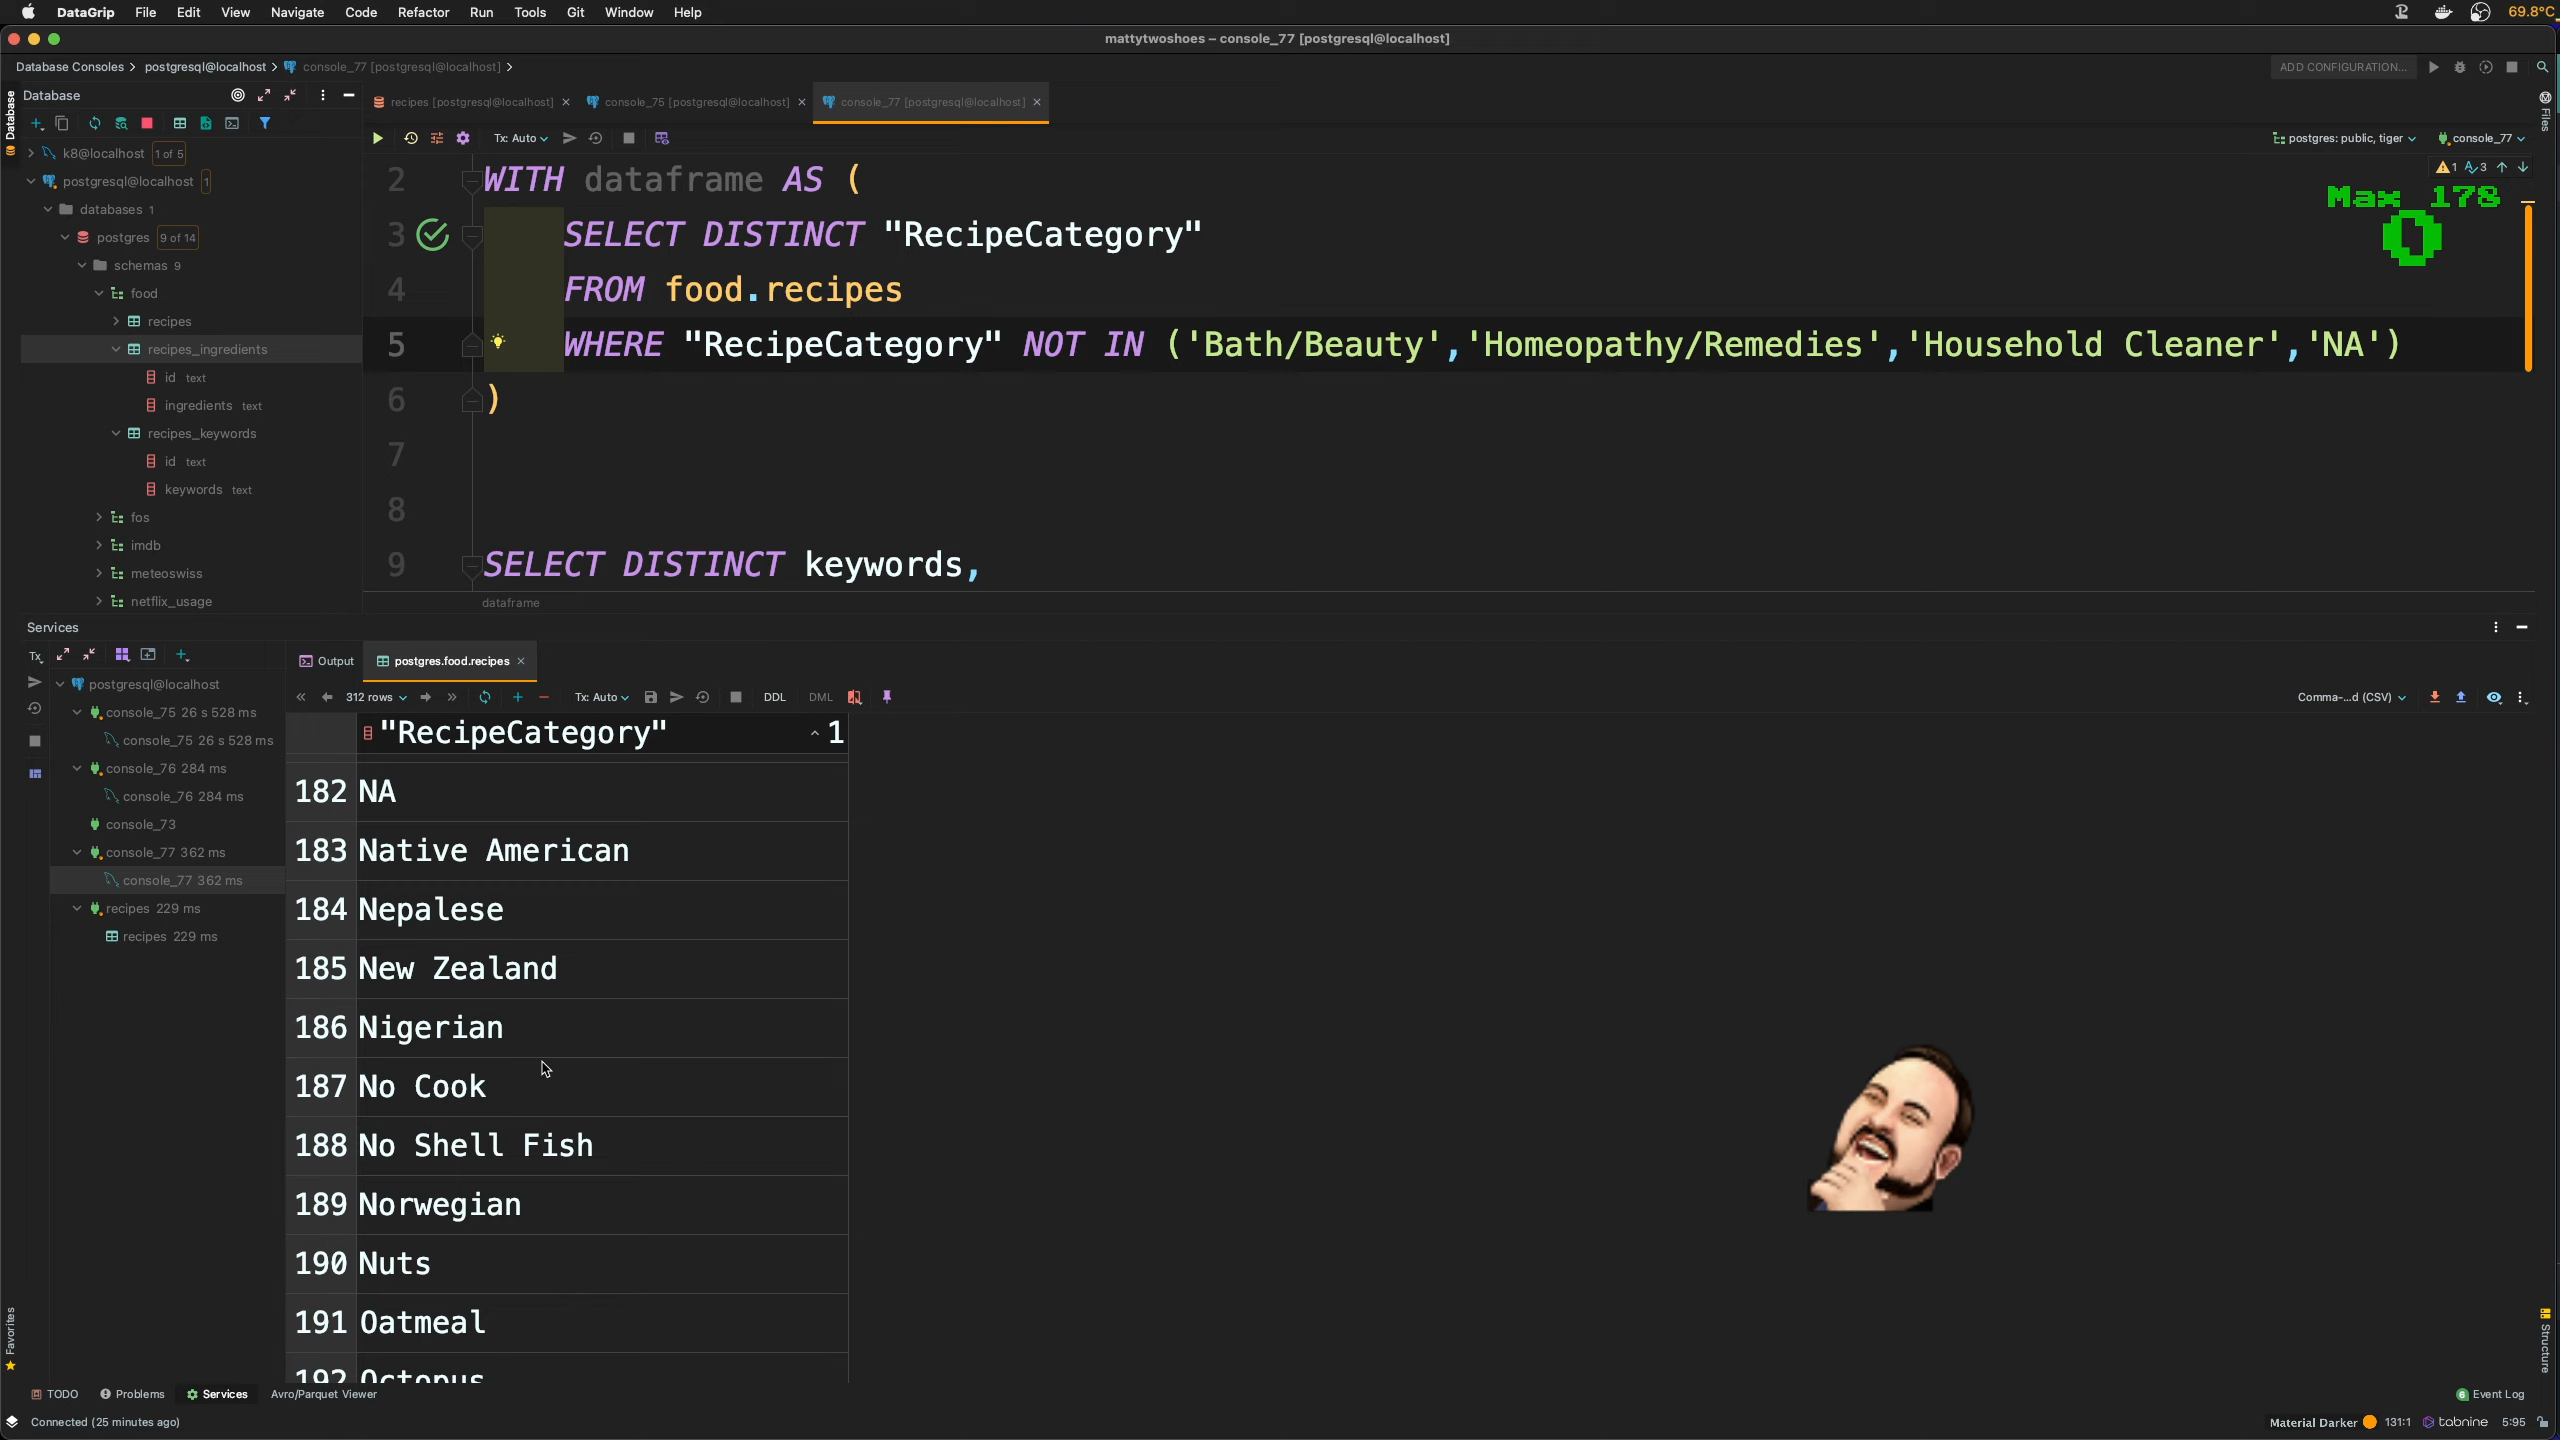 DataGrip File Edit View Navigate Code Refactor Run Tools Git Window Help
69.8°C
mattytwoshoes – console_77 [postgresql@localhost]
Database Consoles postgresql@localhost console_77 [postgresql@localhost]
ADD CONFIGURATION...
Database
Database
Files
recipes [postgresql@localhost]
console_75 [postgresql@localhost]
console_77 [postgresql@localhost]
Tx: Auto
postgres: public, tiger
console_77
k8@localhost 1 of 5
postgresql@localhost 1
databases 1
postgres 9 of 14
schemas 9
food
recipes
recipes_ingredients
id text
ingredients text
recipes_keywords
id text
keywords text
fos
imdb
meteoswiss
netflix_usage
1 3
Max 178
0
2 WITH dataframe AS (
3 SELECT DISTINCT "RecipeCategory"
4 FROM food.recipes
5 WHERE "RecipeCategory" NOT IN ('Bath/Beauty','Homeopathy/Remedies','Household Cleaner','NA')
6 )
7
8
9 SELECT DISTINCT keywords,
dataframe
Services
Tx
postgresql@localhost
console_75 26 s 528 ms
console_75 26 s 528 ms
console_76 284 ms
console_76 284 ms
console_73
console_77 362 ms
console_77 362 ms
recipes 229 ms
recipes 229 ms
Output
postgres.food.recipes
312 rows
Tx: Auto
DDL
DML
Comma-...d (CSV)
"RecipeCategory" 1
182 NA
183 Native American
184 Nepalese
185 New Zealand
186 Nigerian
187 No Cook
188 No Shell Fish
189 Norwegian
190 Nuts
191 Oatmeal
192 Octopus
Favorites
Structure
TODO Problems Services Avro/Parquet Viewer
6 Event Log
Connected (25 minutes ago)
Material Darker 131:1 tabnine 5:95